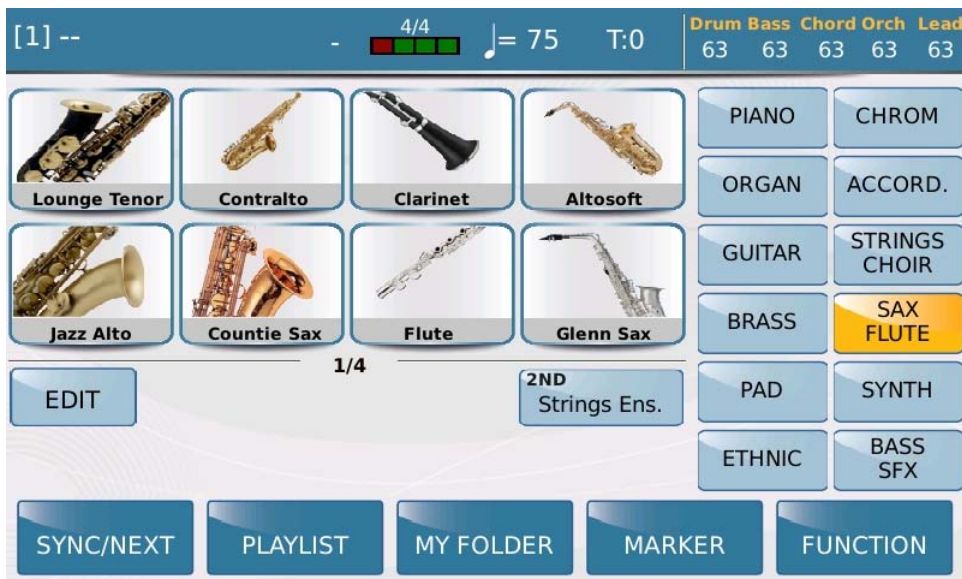 [1] --
-
4/4
= 75
T:0
Drum Bass Chord Orch Lead
63 63 63 63 63
Lounge Tenor
Contralto
Clarinet
Altosoft
Jazz Alto
Countie Sax
Flute
Glenn Sax
1/4
EDIT
2ND
Strings Ens.
PIANO
CHROM
ORGAN
ACCORD.
GUITAR
STRINGS
CHOIR
BRASS
SAX
FLUTE
PAD
SYNTH
ETHNIC
BASS
SFX
SYNC/NEXT
PLAYLIST
MY FOLDER
MARKER
FUNCTION